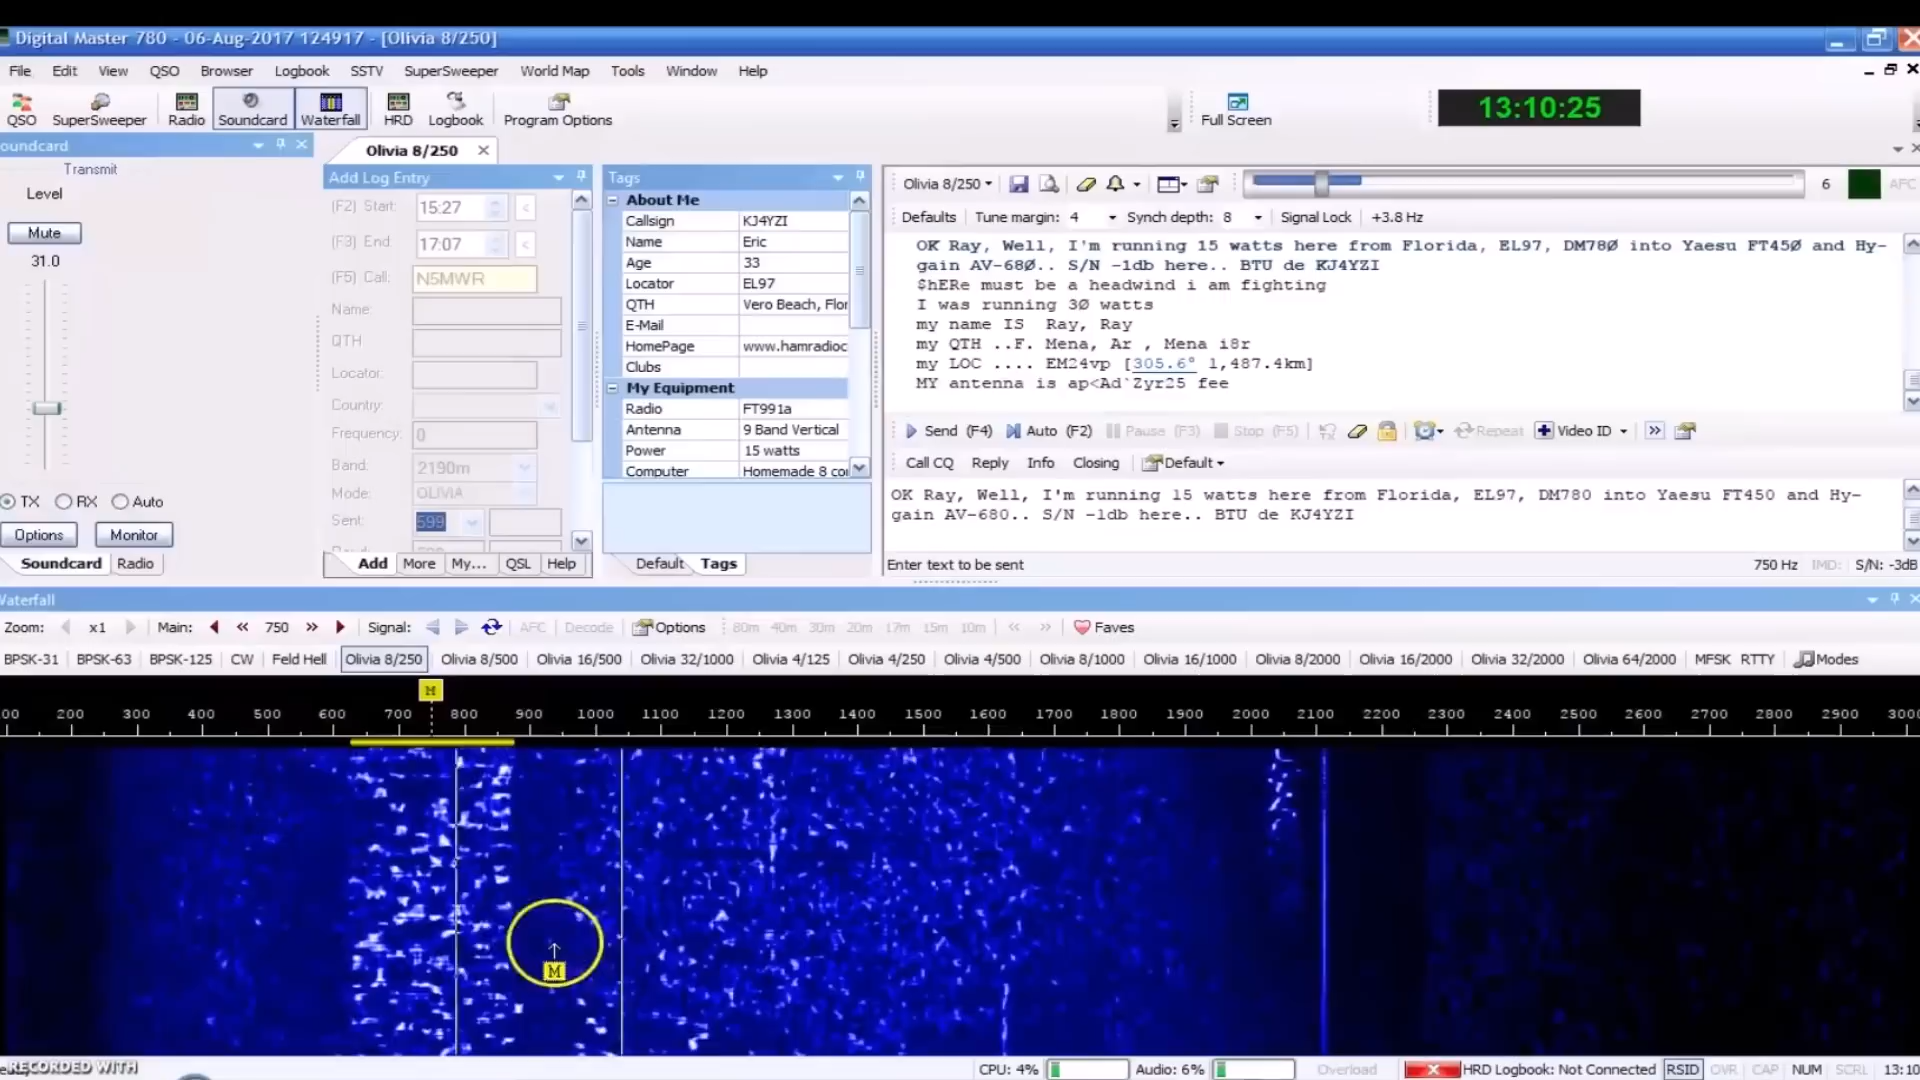 Digital Master 780 - 06-Aug-2017 124917 - [Olivia 8/250]
File Edit View QSO Browser Logbook SSTV SuperSweeper World Map Tools Window Help
QSO SuperSweeper Radio Soundcard Waterfall HRD Logbook Program Options Full Screen 13:10:25
oundcard
Transmit
Level
Mute
31.0
TX RX Auto
Options Monitor
Soundcard Radio
Olivia 8/250
Add Log Entry
(F2) Start: 15:27 <
(F3) End 17:07 <
(F5) Call: N5MWR
Name:
QTH
Locator:
Country:
Frequency: 0
Band: 2190m
Mode: OLIVIA
Sent: 599
Add More My... QSL Help
Tags
About Me
Callsign KJ4YZI
Name Eric
Age 33
Locator EL97
QTH Vero Beach, Flor
E-Mail
HomePage www.hamradioc
Clubs
My Equipment
Radio FT991a
Antenna 9 Band Vertical
Power 15 watts
Computer Homemade 8 co
Default Tags
Olivia 8/250 6 AFC
Defaults Tune margin: 4 Synch depth: 8 Signal Lock +3.8 Hz
OK Ray, Well, I'm running 15 watts here from Florida, EL97, DM78Ø into Yaesu FT45Ø and Hy-
gain AV-68Ø.. S/N -1db here.. BTU de KJ4YZI
$hERe must be a headwind i am fighting
I was running 3Ø watts
my name IS Ray, Ray
my QTH ..F. Mena, Ar , Mena i8r
my LOC .... EM24vp [305.6° 1,487.4km]
MY antenna is ap<Ad`Zyr25 fee
Send (F4) Auto (F2) Pause (F3) Stop (F5) Repeat Video ID »
Call CQ Reply Info Closing Default
OK Ray, Well, I'm running 15 watts here from Florida, EL97, DM780 into Yaesu FT450 and Hy-
gain AV-680.. S/N -1db here.. BTU de KJ4YZI
Enter text to be sent 750 Hz IMD: S/N: -3dB
Waterfall
Zoom: x1 Main: « 750 » Signal: AFC Decode Options 80m 40m 30m 20m 17m 15m 10m « » Faves
BPSK-31 BPSK-63 BPSK-125 CW Feld Hell Olivia 8/250 Olivia 8/500 Olivia 16/500 Olivia 32/1000 Olivia 4/125 Olivia 4/250 Olivia 4/500 Olivia 8/1000 Olivia 16/1000 Olivia 8/2000 Olivia 16/2000 Olivia 32/2000 Olivia 64/2000 MFSK RTTY Modes
M
00 200 300 400 500 600 700 800 900 1000 1100 1200 1300 1400 1500 1600 1700 1800 1900 2000 2100 2200 2300 2400 2500 2600 2700 2800 2900 3000
M
RECORDED WITH
CPU: 4% Audio: 6% Overload HRD Logbook: Not Connected RSID OVR CAP NUM SCRL 13:10